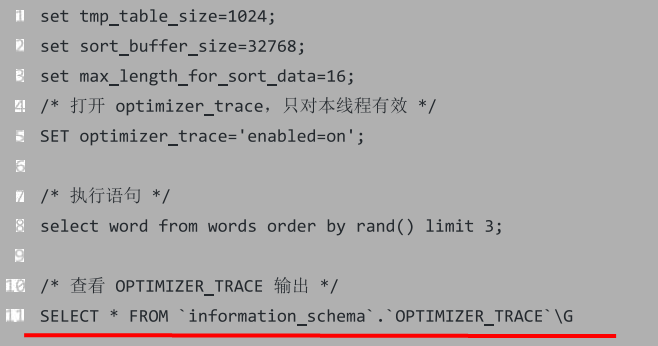 1 set tmp_table_size=1024;
2 set sort_buffer_size=32768;
3 set max_length_for_sort_data=16;
4 /* 打开 optimizer_trace，只对本线程有效 */
5 SET optimizer_trace='enabled=on';
6
7 /* 执行语句 */
8 select word from words order by rand() limit 3;
9
10 /* 查看 OPTIMIZER_TRACE 输出 */
11 SELECT * FROM `information_schema`.`OPTIMIZER_TRACE`\G